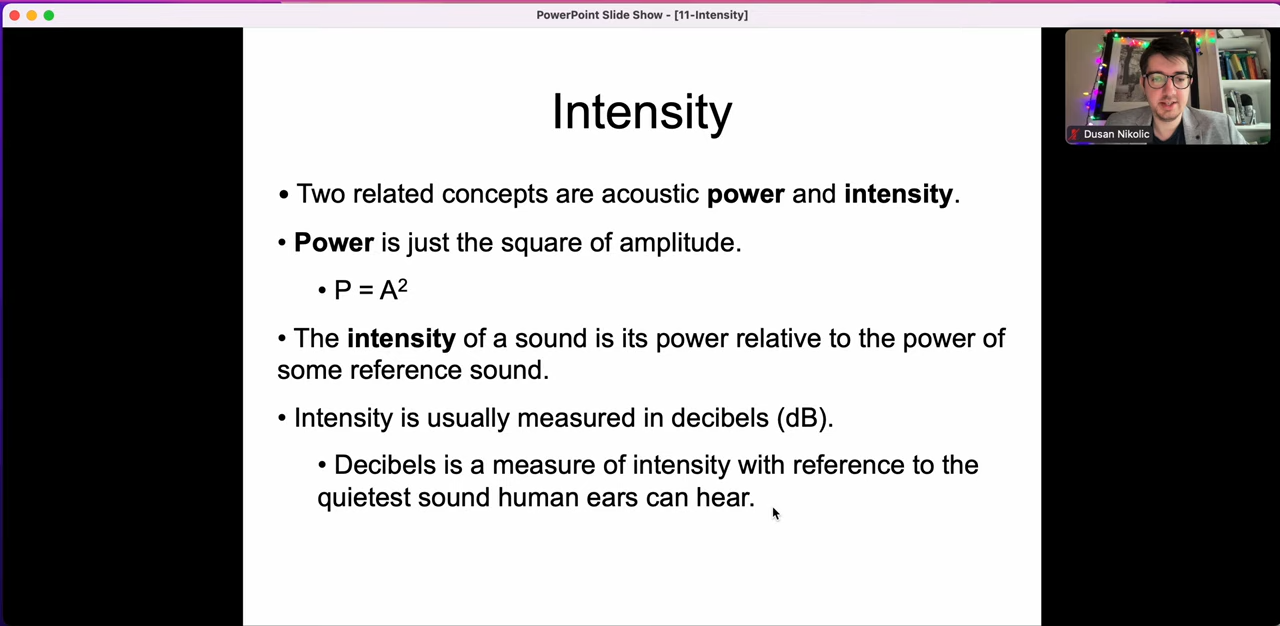 PowerPoint Slide Show - [11-Intensity]
Dusan Nikolic
Intensity
• Two related concepts are acoustic power and intensity.
• Power is just the square of amplitude.
• P = A²
• The intensity of a sound is its power relative to the power of
some reference sound.
• Intensity is usually measured in decibels (dB).
• Decibels is a measure of intensity with reference to the
quietest sound human ears can hear.